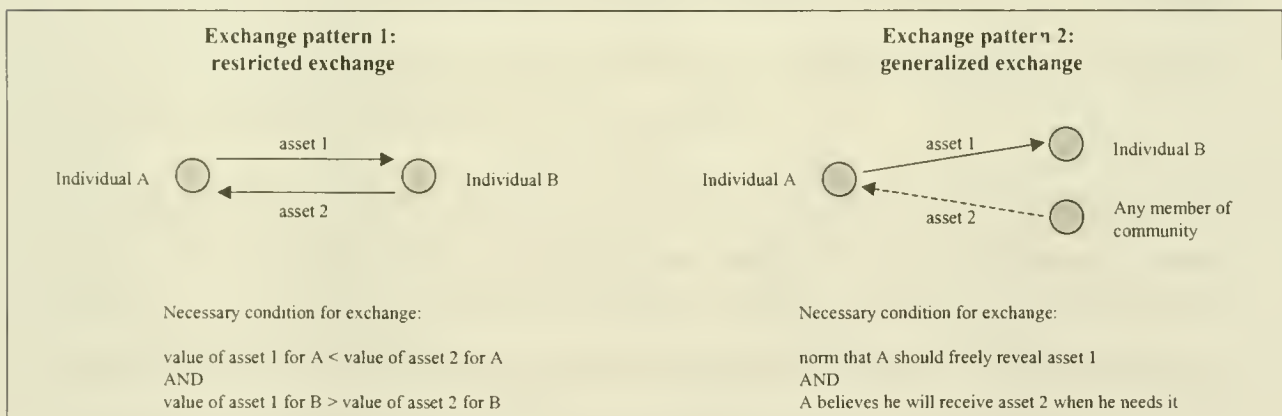 Exchange pattern 1:
restricted exchange
asset 1
Individual A
Individual B
asset 2
Necessary condition for exchange:
value of asset 1 for A < value of asset 2 for A
AND
value of asset 1 for B > value of asset 2 for B
Exchange pattern 2:
generalized exchange
asset 1
Individual B
Individual A
asset 2
Any member of
community
Necessary condition for exchange:
norm that A should freely reveal asset 1
AND
A believes he will receive asset 2 when he needs it